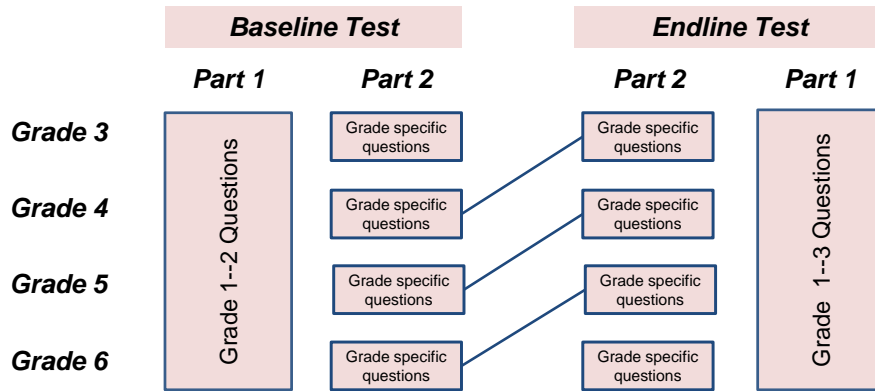 Baseline Test
Endline Test
Part 1
Part 2
Part 2
Part 1
Grade 3
Grade specific
questions
Grade specific
questions
Grade 4
Grade specific
questions
Grade specific
questions
Grade 5
Grade specific
questions
Grade specific
questions
Grade 6
Grade specific
questions
Grade specific
questions
Grade 1--2 Questions
Grade 1--3 Questions